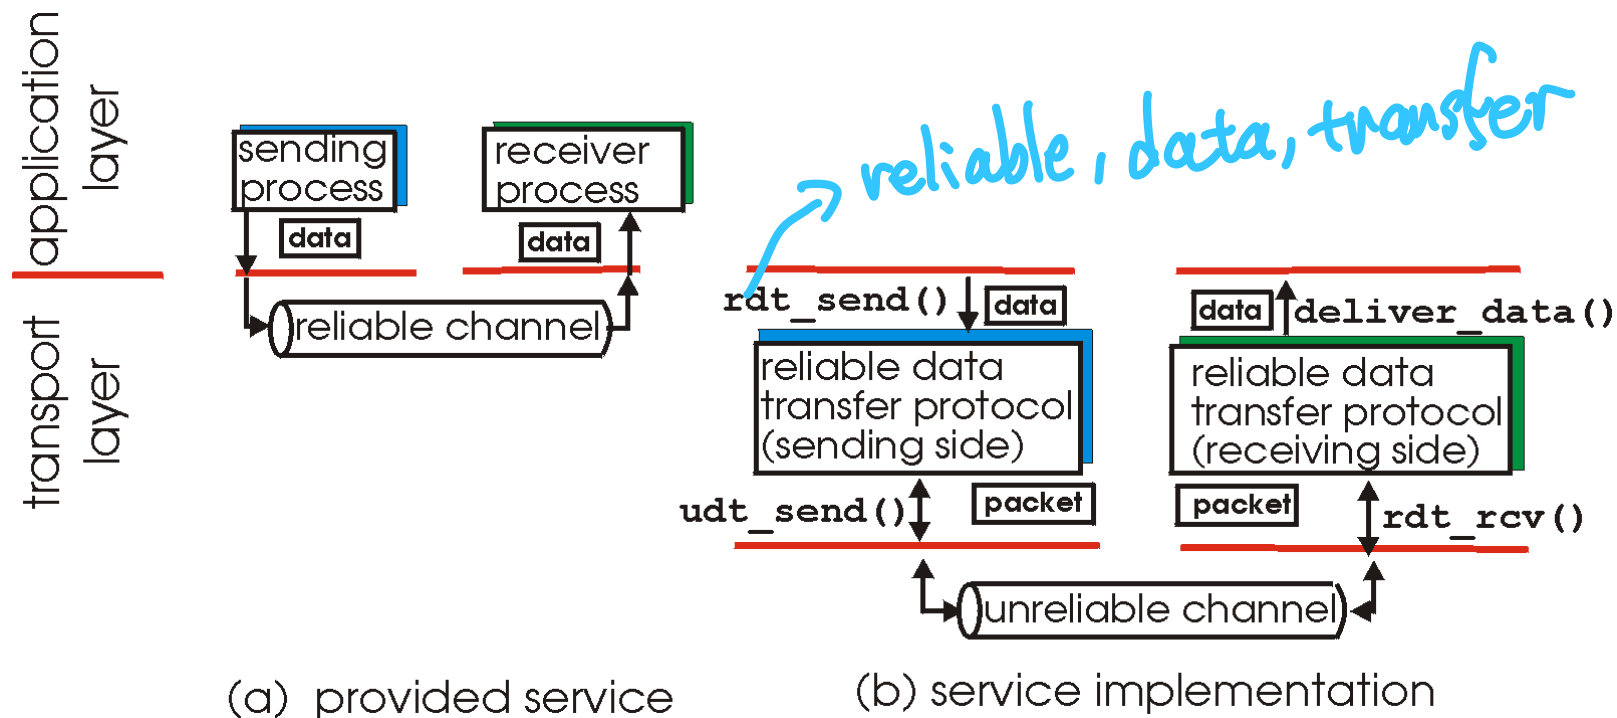 application
layer
transport
layer
sending
process
data
receiver
process
data
reliable channel
(a) provided service
reliable, data, transfer
rdt_send()
data
reliable data
transfer protocol
(sending side)
udt_send()
packet
data
deliver_data()
reliable data
transfer protocol
(receiving side)
packet
rdt_rcv()
unreliable channel
(b) service implementation